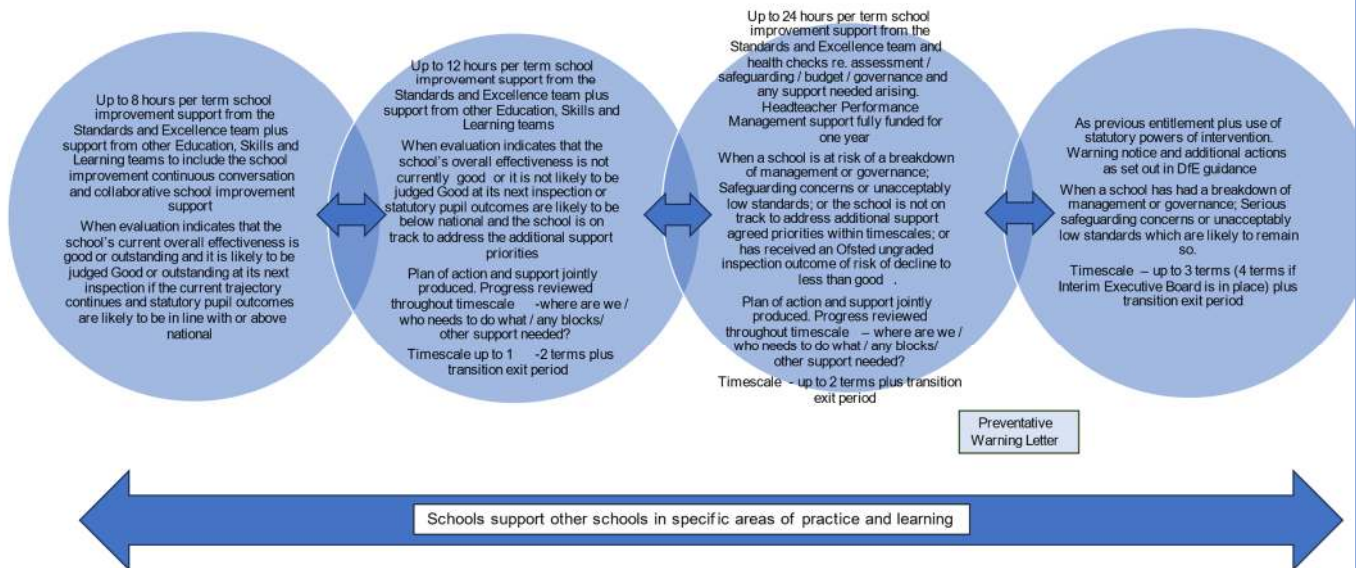 Up to 8 hours per term school
improvement support from the
Standards and Excellence team plus
support from other Education, Skills and
Learning teams to include the school
improvement continuous conversation
and collaborative school improvement
support
When evaluation indicates that the
school's current overall effectiveness is
good or outstanding and it is likely to be
judged Good or outstanding at its next
inspection if the current trajectory
continues and statutory pupil outcomes
are likely to be in line with or above
national
Up to 12 hours per term school
improvement support from the
Standards and Excellence team plus
support from other Education, Skills and
Learning teams
When evaluation indicates that the
school's overall effectiveness is not
currently good or it is not likely to be
judged Good at its next inspection or
statutory pupil outcomes are likely to be
below national and the school is on
track to address the additional support
priorities
Plan of action and support jointly
produced. Progress reviewed
throughout timescale -where are we /
who needs to do what / any blocks/
other support needed?
Timescale up to 1 -2 terms plus
transition exit period
Up to 24 hours per term school
improvement support from the
Standards and Excellence team and
health checks re. assessment /
safeguarding / budget / governance and
any support needed arising.
Headteacher Performance
Management support fully funded for
one year
When a school is at risk of a breakdown
of management or governance;
Safeguarding concerns or unacceptably
low standards; or the school is not on
track to address additional support
agreed priorities within timescales; or
has received an Ofsted ungraded
inspection outcome of risk of decline to
less than good .
Plan of action and support jointly
produced. Progress reviewed
throughout timescale – where are we /
who needs to do what / any blocks/
other support needed?
Timescale - up to 2 terms plus transition
exit period
As previous entitlement plus use of
statutory powers of intervention.
Warning notice and additional actions
as set out in DfE guidance
When a school has had a breakdown of
management or governance; Serious
safeguarding concerns or unacceptably
low standards which are likely to remain
so.
Timescale – up to 3 terms (4 terms if
Interim Executive Board is in place) plus
transition exit period
Preventative
Warning Letter
Schools support other schools in specific areas of practice and learning